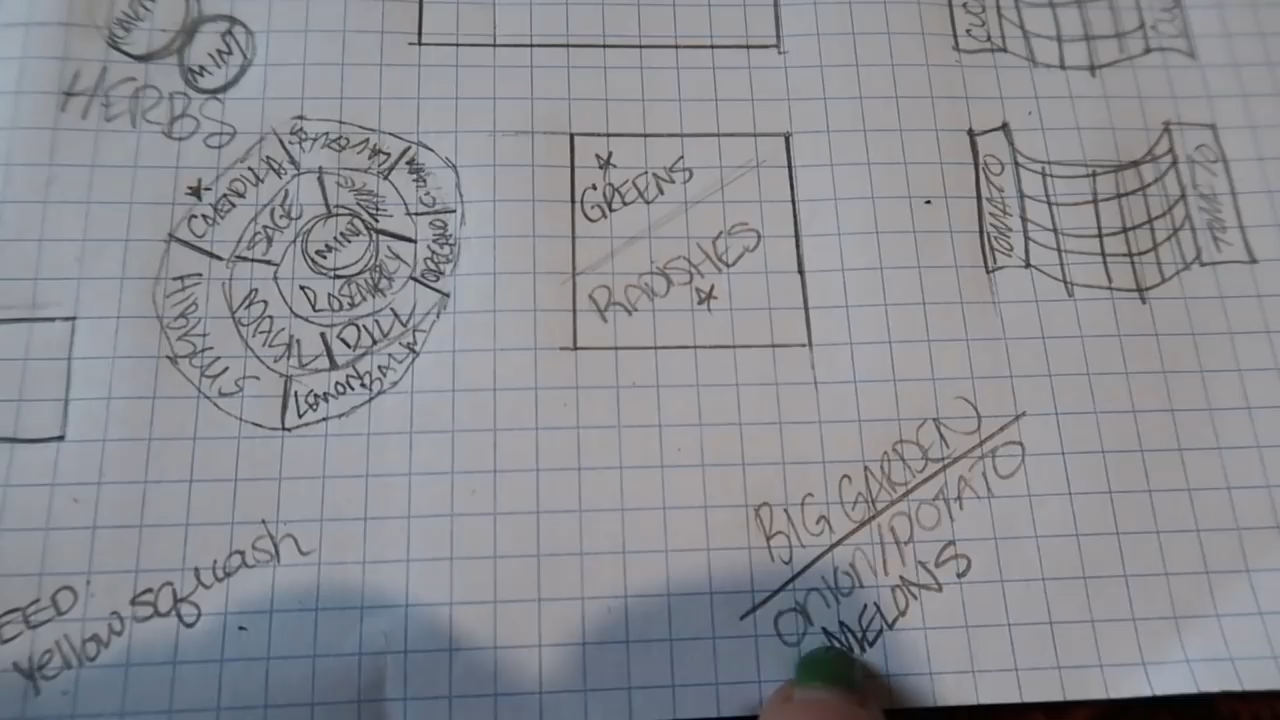 MINT
HERBS
CALENDULA
SAGE
MINT
ROSEMARY
OREGANO
BASIL
DILL
LEMON BALM
GREENS
RADISHES
TOMATO
TOMATO
BIG GARDEN
Onion/POTATO
MELONS
EED
Yellow squash